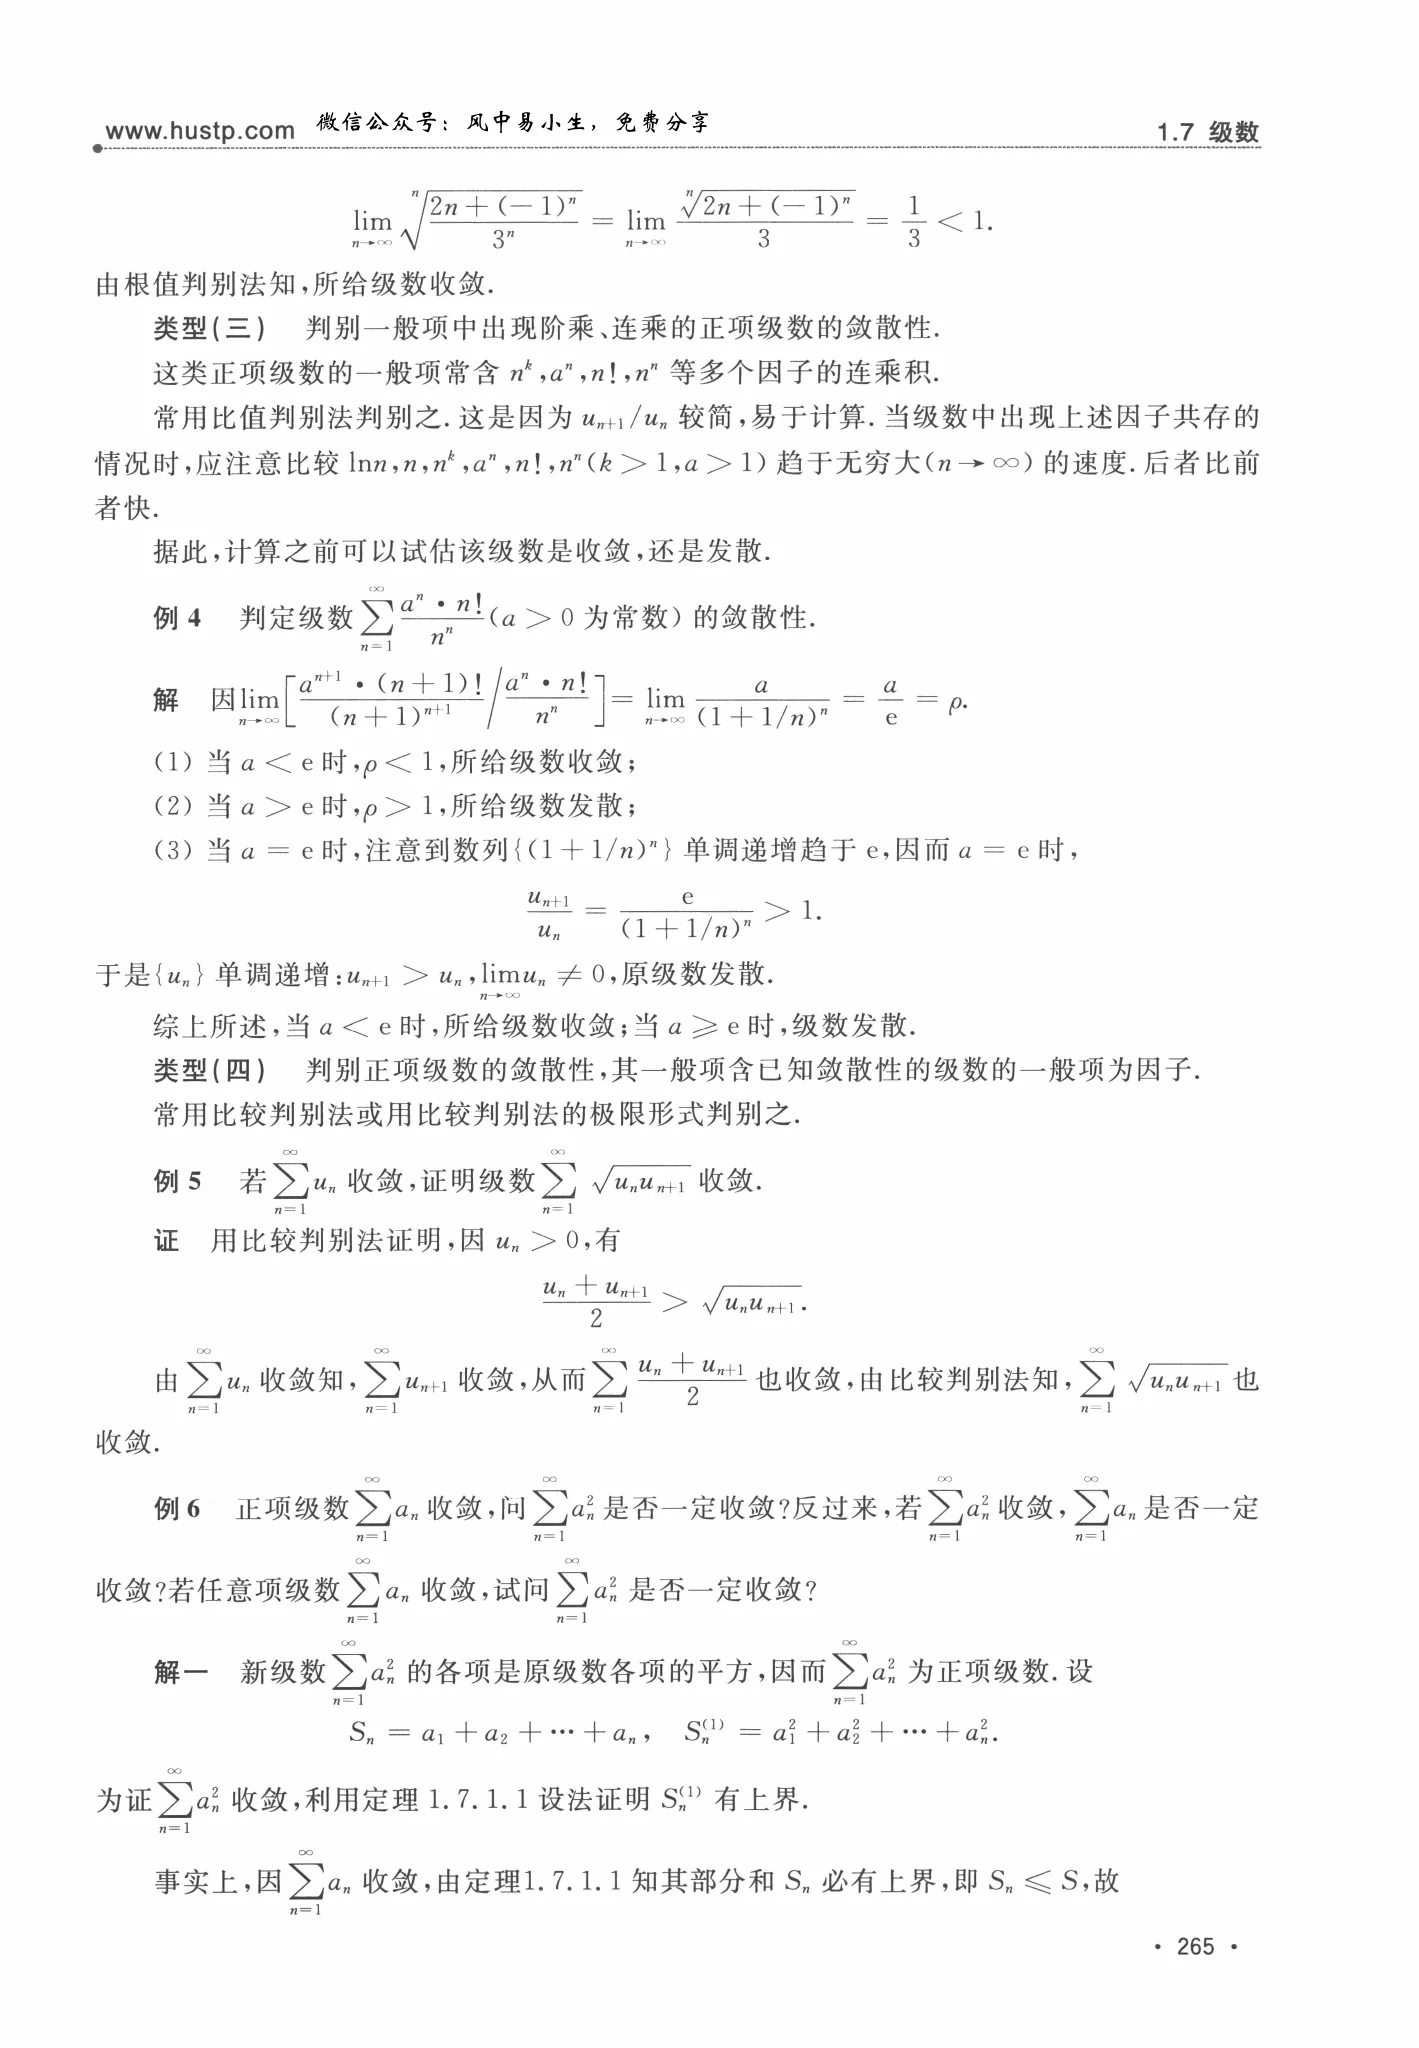 www.hustp.com 微信公众号：风中易小生，免费分享 1.7 级数
$$\lim_{n\to\infty}\sqrt[n]{\frac{2n+(-1)^n}{3^n}}=\lim_{n\to\infty}\frac{\sqrt[n]{2n+(-1)^n}}{3}=\frac{1}{3}<1.$$
由根值判别法知,所给级数收敛.
类型(三) 判别一般项中出现阶乘、连乘的正项级数的敛散性.
这类正项级数的一般项常含 $n^k,a^n,n!,n^n$ 等多个因子的连乘积.
常用比值判别法判别之. 这是因为 $u_{n+1}/u_n$ 较简,易于计算. 当级数中出现上述因子共存的
情况时,应注意比较 $\ln n,n,n^k,a^n,n!,n^n(k>1,a>1)$ 趋于无穷大$(n\to\infty)$ 的速度. 后者比前
者快.
据此,计算之前可以试估该级数是收敛,还是发散.
例 4 判定级数$\sum_{n=1}^{\infty}\frac{a^n\cdot n!}{n^n}$($a>0$ 为常数) 的敛散性.
解 因$\lim_{n\to\infty}\left[\frac{a^{n+1}\cdot(n+1)!}{(n+1)^{n+1}}\Big/\frac{a^n\cdot n!}{n^n}\right]=\lim_{n\to\infty}\frac{a}{(1+1/n)^n}=\frac{a}{e}=\rho.$
(1) 当 $a<e$ 时,$\rho<1$,所给级数收敛;
(2) 当 $a>e$ 时,$\rho>1$,所给级数发散;
(3) 当 $a=e$ 时,注意到数列$\{(1+1/n)^n\}$ 单调递增趋于 e,因而 $a=e$ 时,
$$\frac{u_{n+1}}{u_n}=\frac{e}{(1+1/n)^n}>1.$$
于是$\{u_n\}$ 单调递增:$u_{n+1}>u_n,\lim_{n\to\infty}u_n\neq 0$,原级数发散.
综上所述,当 $a<e$ 时,所给级数收敛;当 $a\geqslant e$ 时,级数发散.
类型(四) 判别正项级数的敛散性,其一般项含已知敛散性的级数的一般项为因子.
常用比较判别法或用比较判别法的极限形式判别之.
例 5 若$\sum_{n=1}^{\infty}u_n$ 收敛,证明级数$\sum_{n=1}^{\infty}\sqrt{u_nu_{n+1}}$ 收敛.
证 用比较判别法证明,因 $u_n>0$,有
$$\frac{u_n+u_{n+1}}{2}>\sqrt{u_nu_{n+1}}.$$
由$\sum_{n=1}^{\infty}u_n$ 收敛知,$\sum_{n=1}^{\infty}u_{n+1}$ 收敛,从而$\sum_{n=1}^{\infty}\frac{u_n+u_{n+1}}{2}$ 也收敛,由比较判别法知,$\sum_{n=1}^{\infty}\sqrt{u_nu_{n+1}}$ 也
收敛.
例 6 正项级数$\sum_{n=1}^{\infty}a_n$ 收敛,问$\sum_{n=1}^{\infty}a_n^2$ 是否一定收敛?反过来,若$\sum_{n=1}^{\infty}a_n^2$ 收敛,$\sum_{n=1}^{\infty}a_n$ 是否一定
收敛?若任意项级数$\sum_{n=1}^{\infty}a_n$ 收敛,试问$\sum_{n=1}^{\infty}a_n^2$ 是否一定收敛?
解一 新级数$\sum_{n=1}^{\infty}a_n^2$ 的各项是原级数各项的平方,因而$\sum_{n=1}^{\infty}a_n^2$ 为正项级数. 设
$$S_n=a_1+a_2+\cdots+a_n,\quad S_n^{(1)}=a_1^2+a_2^2+\cdots+a_n^2.$$
为证$\sum_{n=1}^{\infty}a_n^2$ 收敛,利用定理 1.7.1.1 设法证明 $S_n^{(1)}$ 有上界.
事实上,因$\sum_{n=1}^{\infty}a_n$ 收敛,由定理1.7.1.1 知其部分和 $S_n$ 必有上界,即 $S_n\leqslant S$,故
· 265 ·